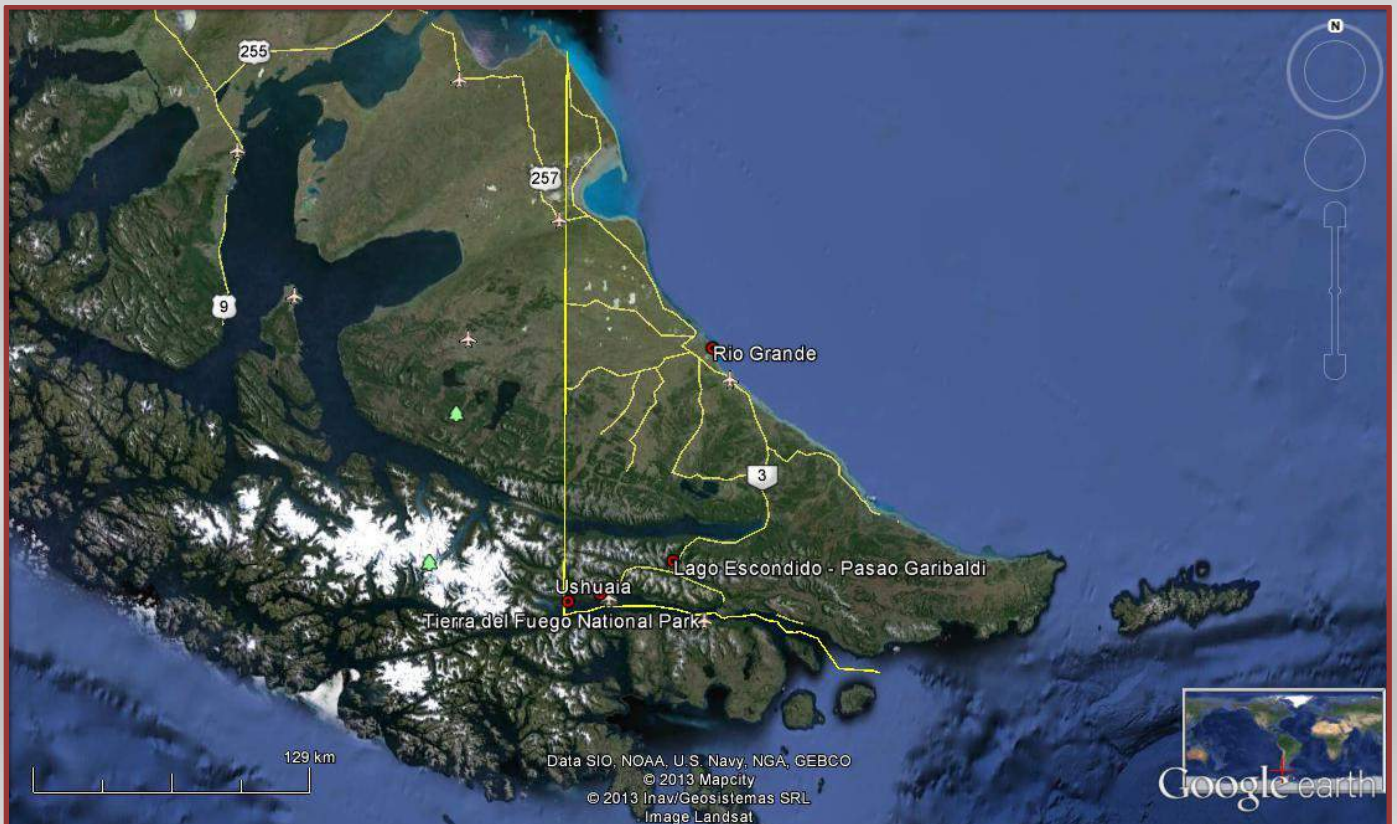 N
255
257
9
Rio Grande
3
Lago Escondido - Pasao Garibaldi
Ushuaia
Tierra del Fuego National Park
129 km
Data SIO, NOAA, U.S. Navy, NGA, GEBCO
© 2013 Mapcity
© 2013 Inav/Geosistemas SRL
Image Landsat
Google earth